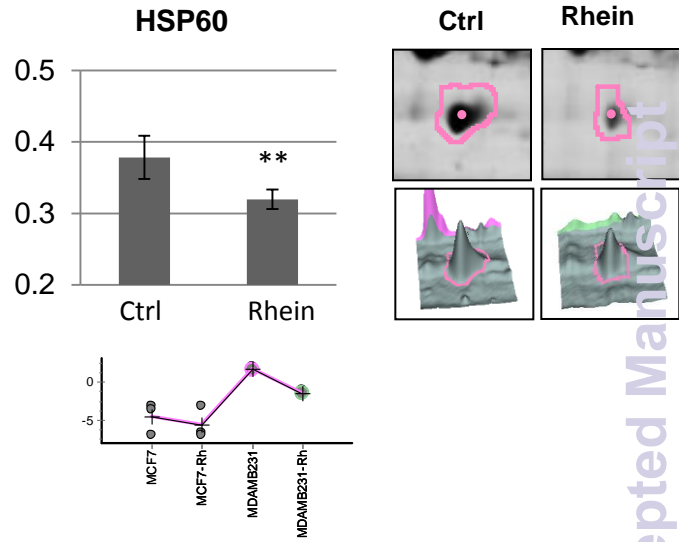 HSP60
0.5
0.4
0.3
0.2
**
Ctrl Rhein
Ctrl Rhein
0
-5
MCF7
MCF7-Rh
MDAMB231
MDAMB231-Rh
epted Manuscript